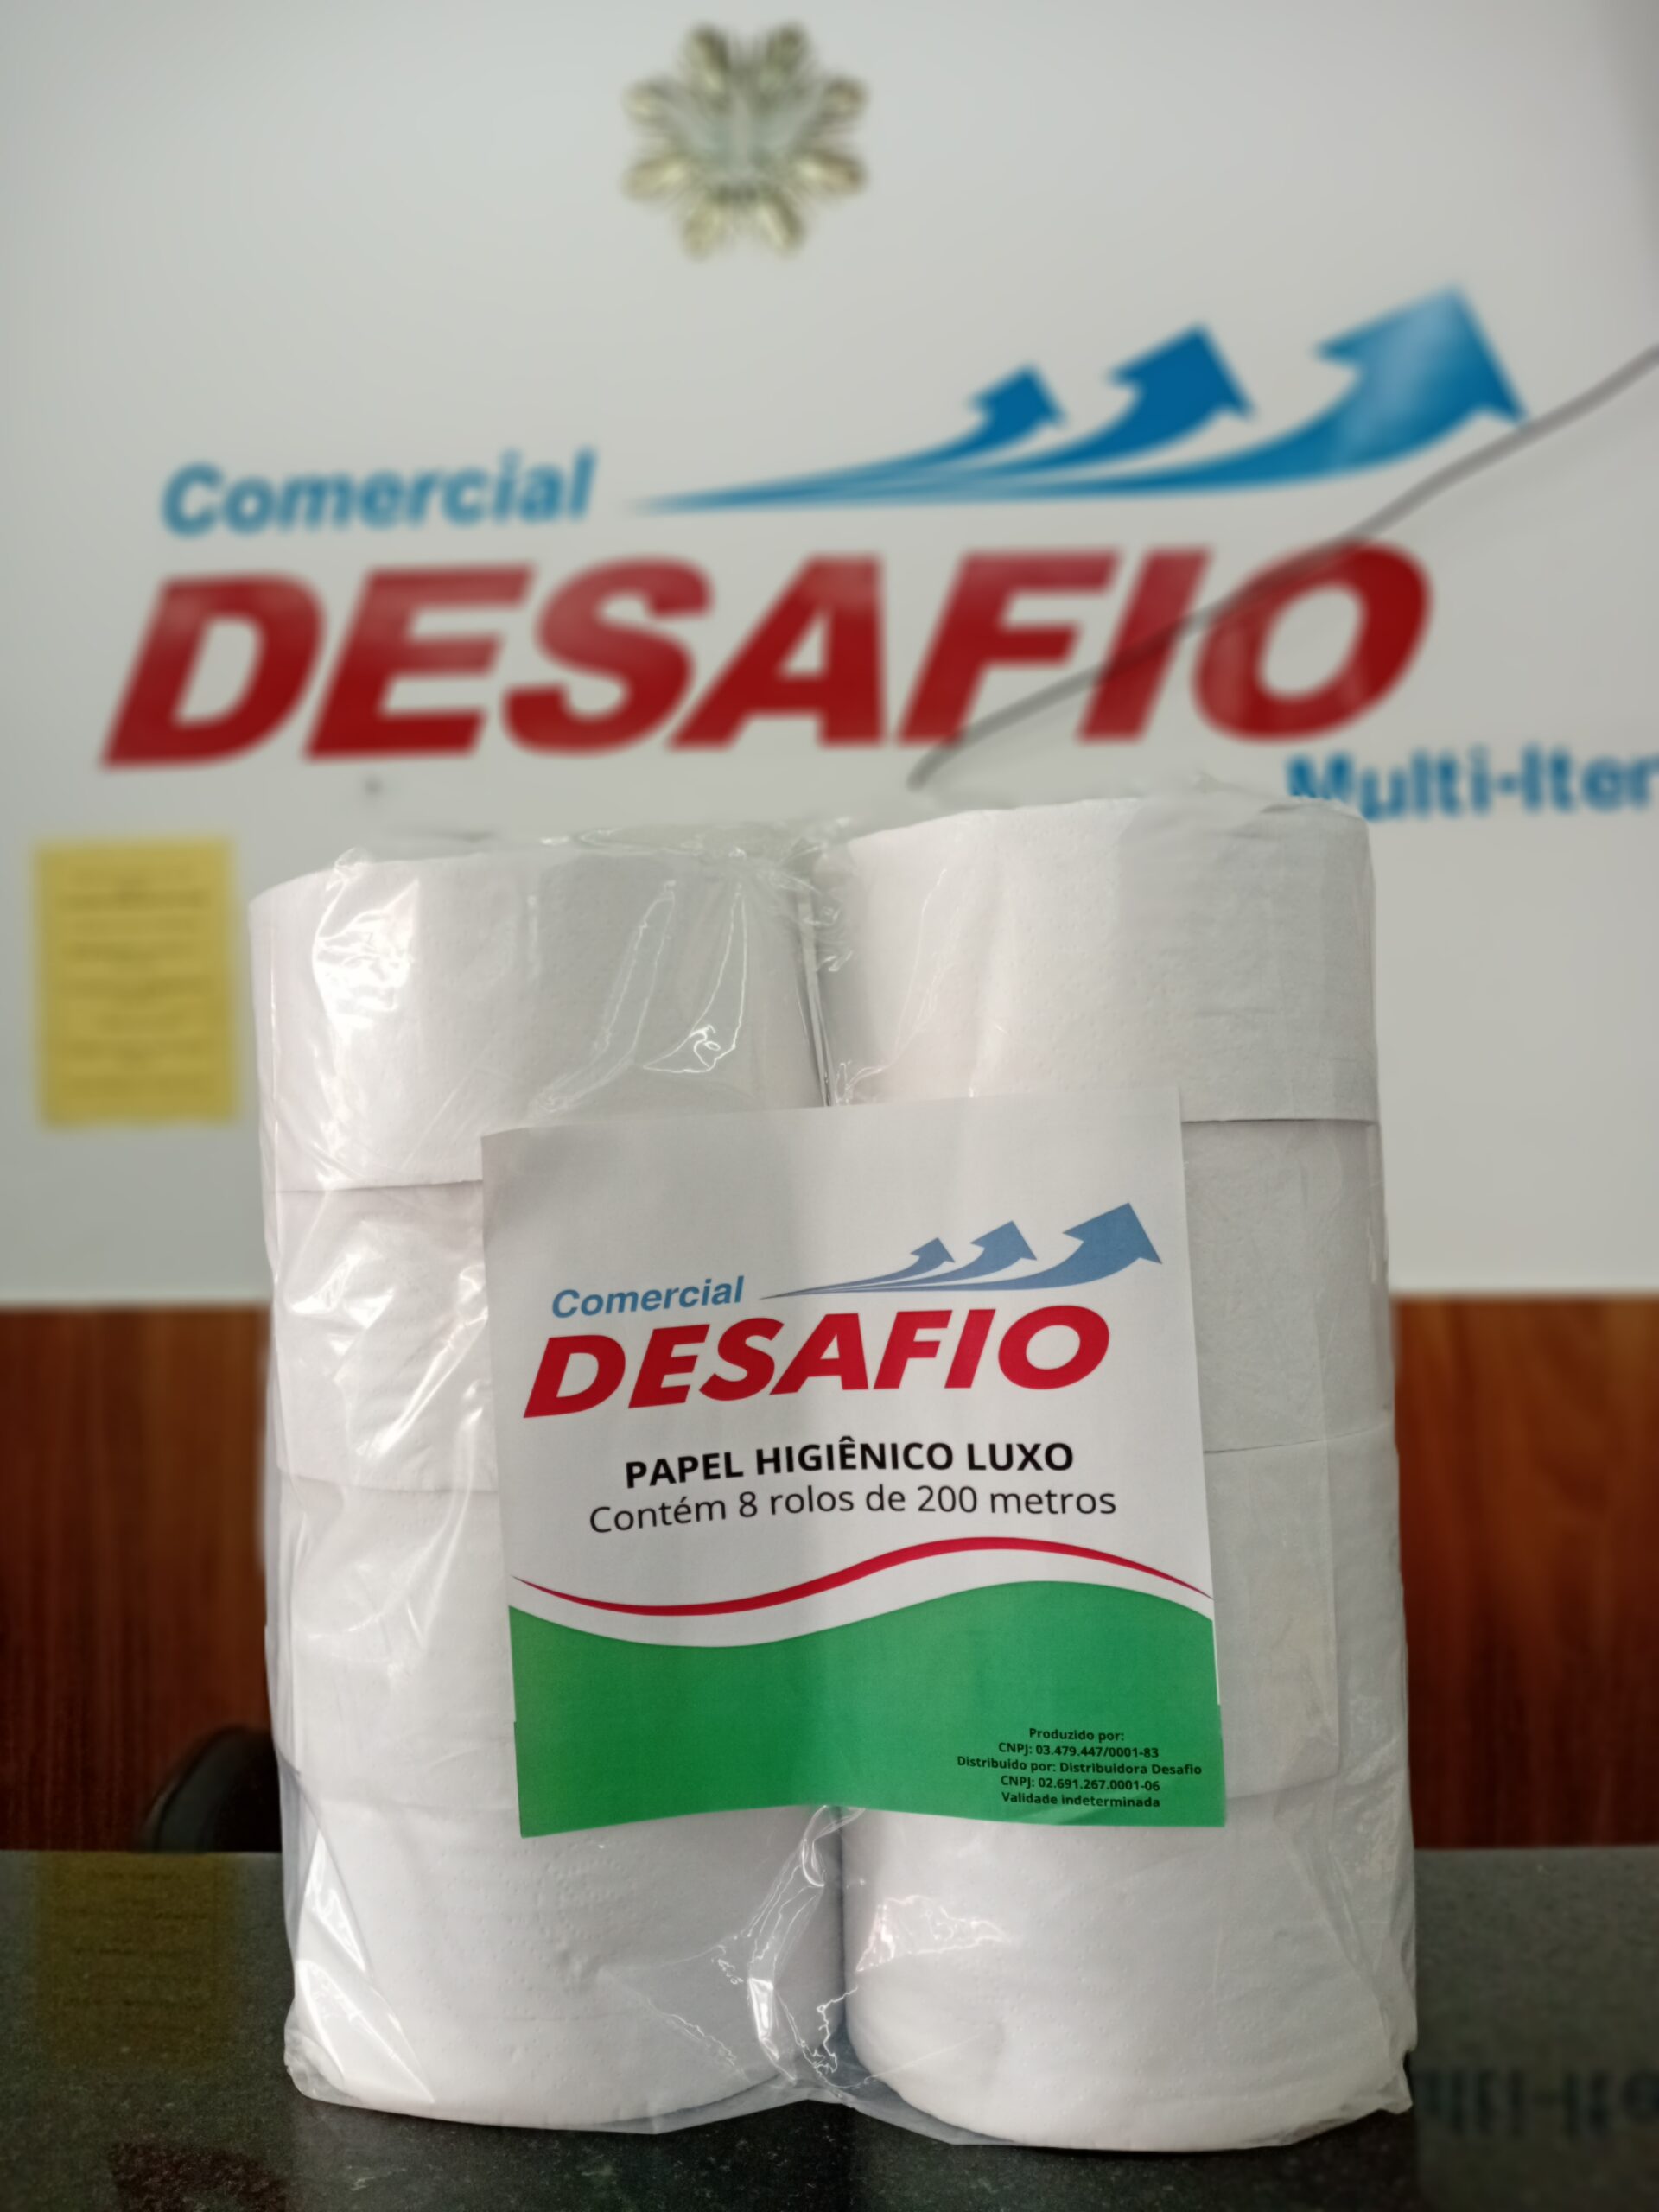 Comercial
DESAFIO
Comercial
DESAFIO
PAPEL HIGIÊNICO LUXO
Contém 8 rolos de 200 metros
Produzido por:
CNPJ: 03.479.447/0001-83
Distribuído por: Distribuidora Desafio
CNPJ: 02.691.267.0001-06
Validade indeterminada